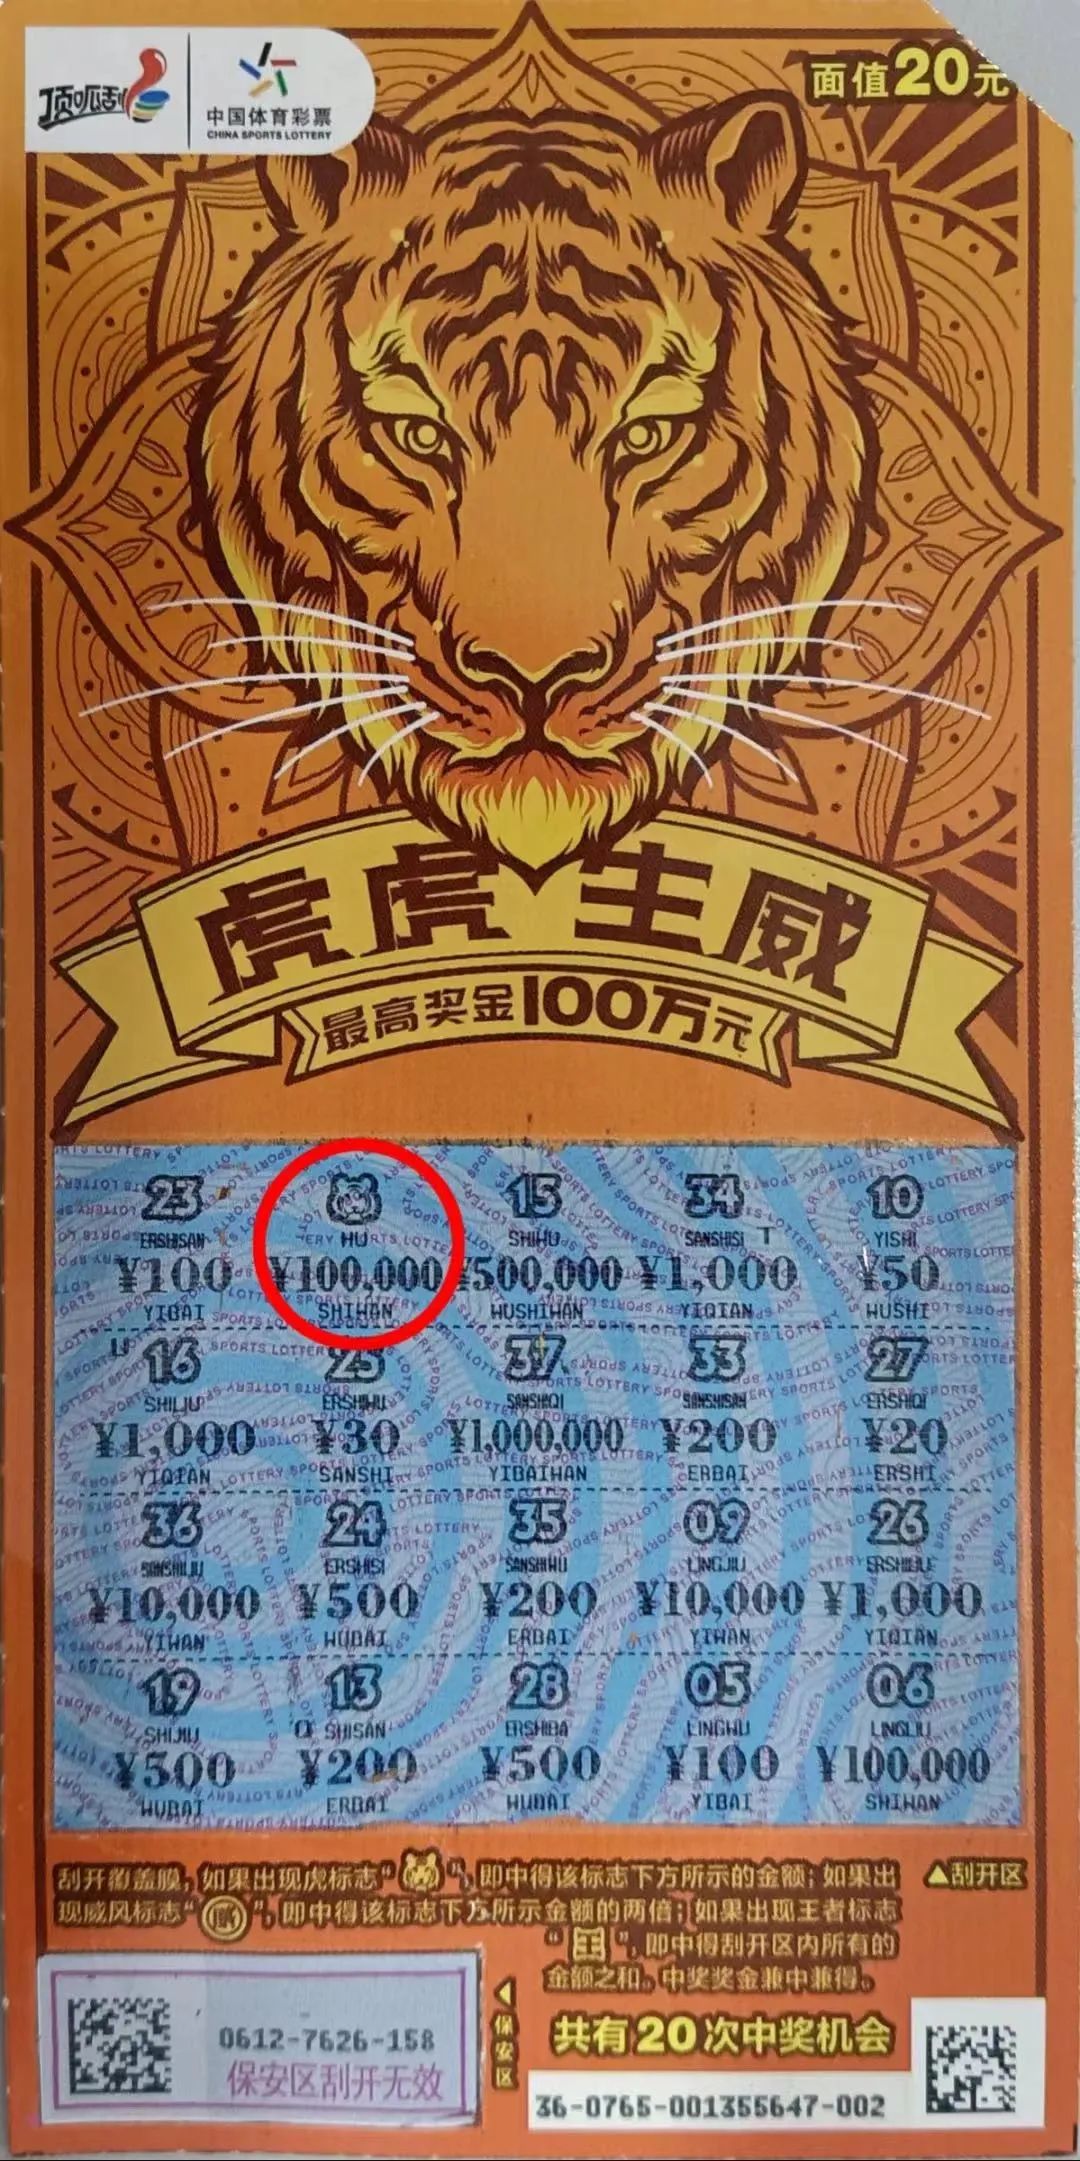 顶呱刮 中国体育彩票
CHINA SPORTS LOTTERY
面值20元
虎虎生威
最高奖金100万元
23 15 34 10
ERSHISAN HU SHIWU SANSHISI T YISHI
¥100 ¥100,000 ¥500,000 ¥1,000 ¥50
YIBAI SHIWAN WUSHIWAN YIQIAN WUSHI
16 25 37 33 27
SHILIU ERSHIWU SANSHIQI SANSHISAN ERSHIQI
¥1,000 ¥30 ¥1,000,000 ¥200 ¥20
YIQIAN SANSHI YIBAIWAN ERBAI ERSHI
36 24 35 09 26
SANSHILIU ERSHISI SANSHIWU LINGJIU ERSHILIU
¥10,000 ¥500 ¥200 ¥10,000 ¥1,000
YIWAN WUBAI ERBAI YIWAN YIQIAN
19 13 28 05 06
SHIJIU SHISAN ERSHIBA LINGWU LINGLIU
¥500 ¥200 ¥500 ¥100 ¥100,000
WUBAI ERBAI WUBAI YIBAI SHIWAN
刮开覆盖膜，如果出现虎标志“ ”，即中得该标志下方所示的金额；如果出
▲刮开区
现威风标志“ ”，即中得该标志下方所示金额的两倍；如果出现王者标志
“王”，即中得刮开区内所有的
金额之和。中奖奖金兼中兼得。
共有20次中奖机会
◀保安区
0612-7626-158
保安区刮开无效
36-0765-001355647-002